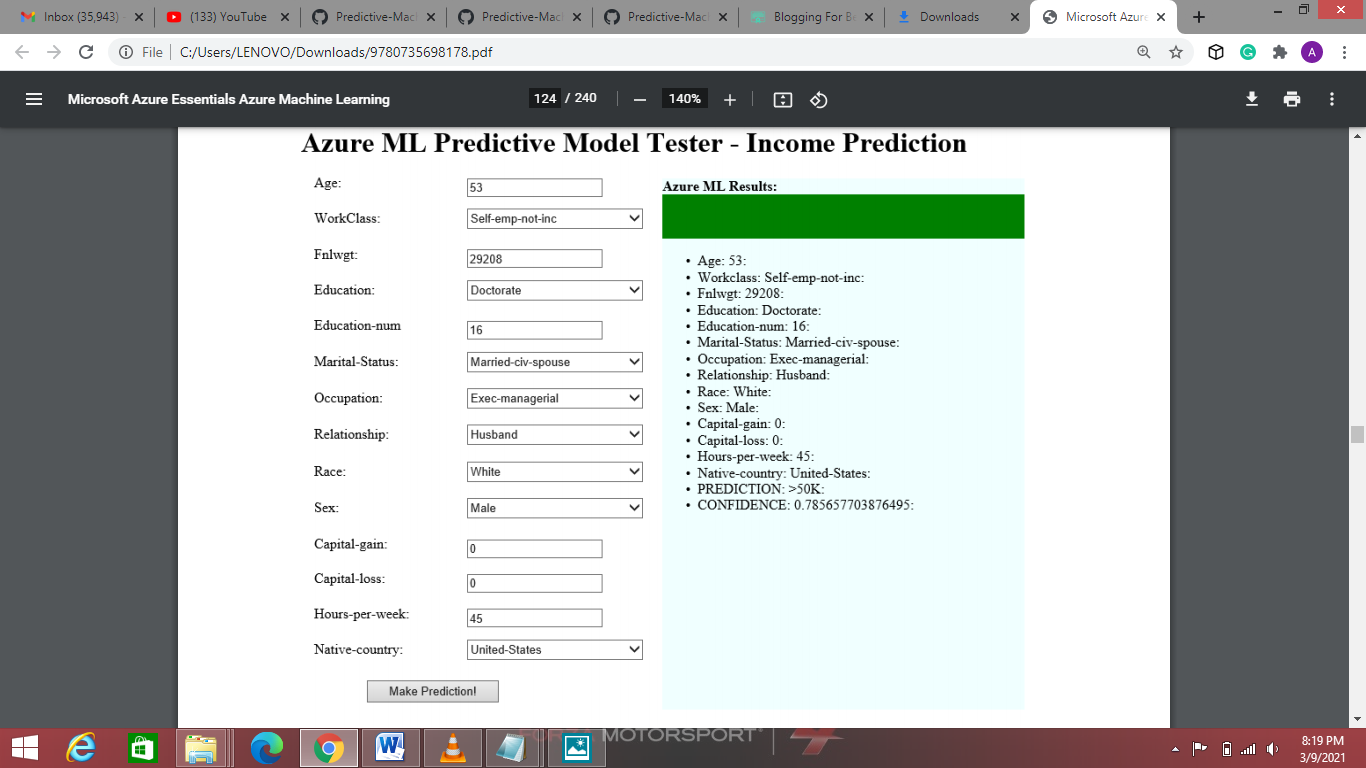 Inbox (35,943) -
(133) YouTube
Predictive-Mac
Predictive-Mac
Predictive-Mac
Blogging For Be
Downloads
Microsoft Azure
File | C:/Users/LENOVO/Downloads/9780735698178.pdf
A
Microsoft Azure Essentials Azure Machine Learning
124 / 240
140%
Azure ML Predictive Model Tester - Income Prediction
Age: 53
WorkClass: Self-emp-not-inc
Fnlwgt: 29208
Education: Doctorate
Education-num 16
Marital-Status: Married-civ-spouse
Occupation: Exec-managerial
Relationship: Husband
Race: White
Sex: Male
Capital-gain: 0
Capital-loss: 0
Hours-per-week: 45
Native-country: United-States
Make Prediction!
Azure ML Results:
• Age: 53:
• Workclass: Self-emp-not-inc:
• Fnlwgt: 29208:
• Education: Doctorate:
• Education-num: 16:
• Marital-Status: Married-civ-spouse:
• Occupation: Exec-managerial:
• Relationship: Husband:
• Race: White:
• Sex: Male:
• Capital-gain: 0:
• Capital-loss: 0:
• Hours-per-week: 45:
• Native-country: United-States:
• PREDICTION: >50K:
• CONFIDENCE: 0.785657703876495:
MOTORSPORT
8:19 PM
3/9/2021